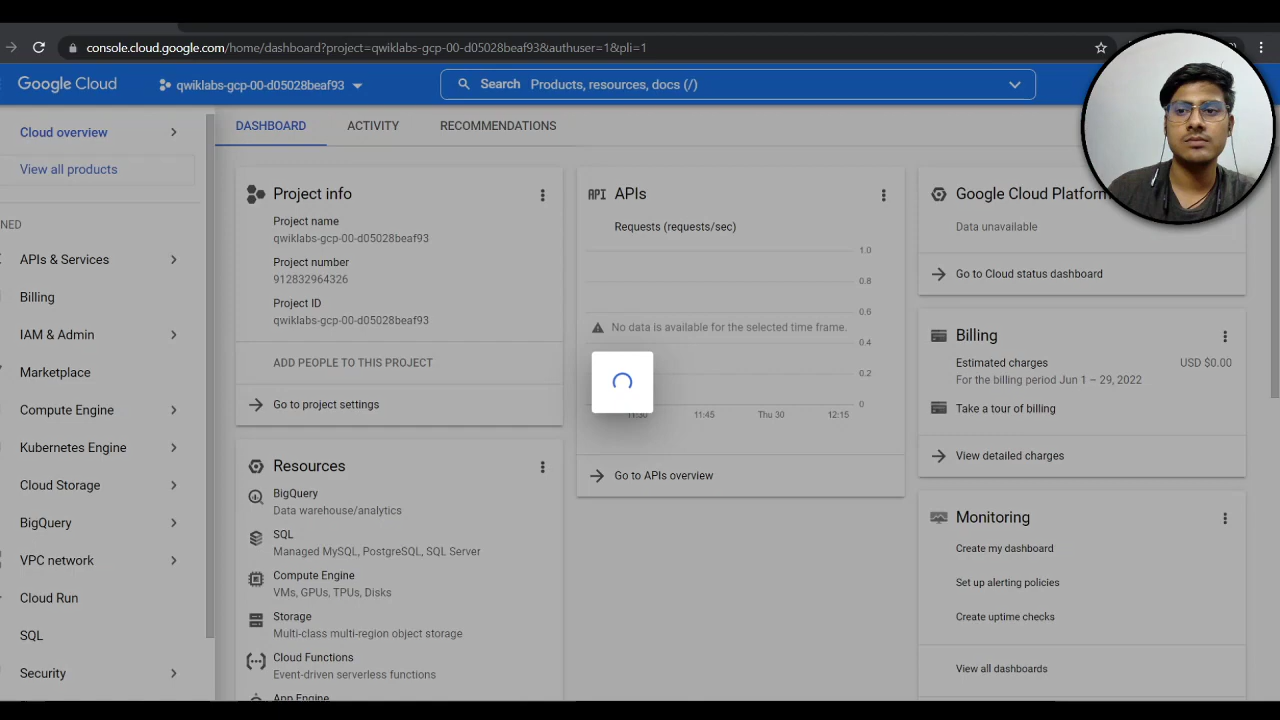 console.cloud.google.com/home/dashboard?project=qwiklabs-gcp-00-d05028beaf93&authuser=1&pli=1
Google Cloud
qwiklabs-gcp-00-d05028beaf93
Search Products, resources, docs (/)
Cloud overview
View all products
NED
APIs & Services
Billing
IAM & Admin
Marketplace
Compute Engine
Kubernetes Engine
Cloud Storage
BigQuery
VPC network
Cloud Run
SQL
Security
DASHBOARD
ACTIVITY
RECOMMENDATIONS
Project info
Project name
qwiklabs-gcp-00-d05028beaf93
Project number
912832964326
Project ID
qwiklabs-gcp-00-d05028beaf93
ADD PEOPLE TO THIS PROJECT
Go to project settings
Resources
BigQuery
Data warehouse/analytics
SQL
Managed MySQL, PostgreSQL, SQL Server
Compute Engine
VMs, GPUs, TPUs, Disks
Storage
Multi-class multi-region object storage
Cloud Functions
Event-driven serverless functions
App Engine
API APIs
Requests (requests/sec)
1.0
0.8
0.6
No data is available for the selected time frame.
0.4
0.2
0
11:30 11:45 Thu 30 12:15
Go to APIs overview
Google Cloud Platform
Data unavailable
Go to Cloud status dashboard
Billing
Estimated charges USD $0.00
For the billing period Jun 1 – 29, 2022
Take a tour of billing
View detailed charges
Monitoring
Create my dashboard
Set up alerting policies
Create uptime checks
View all dashboards